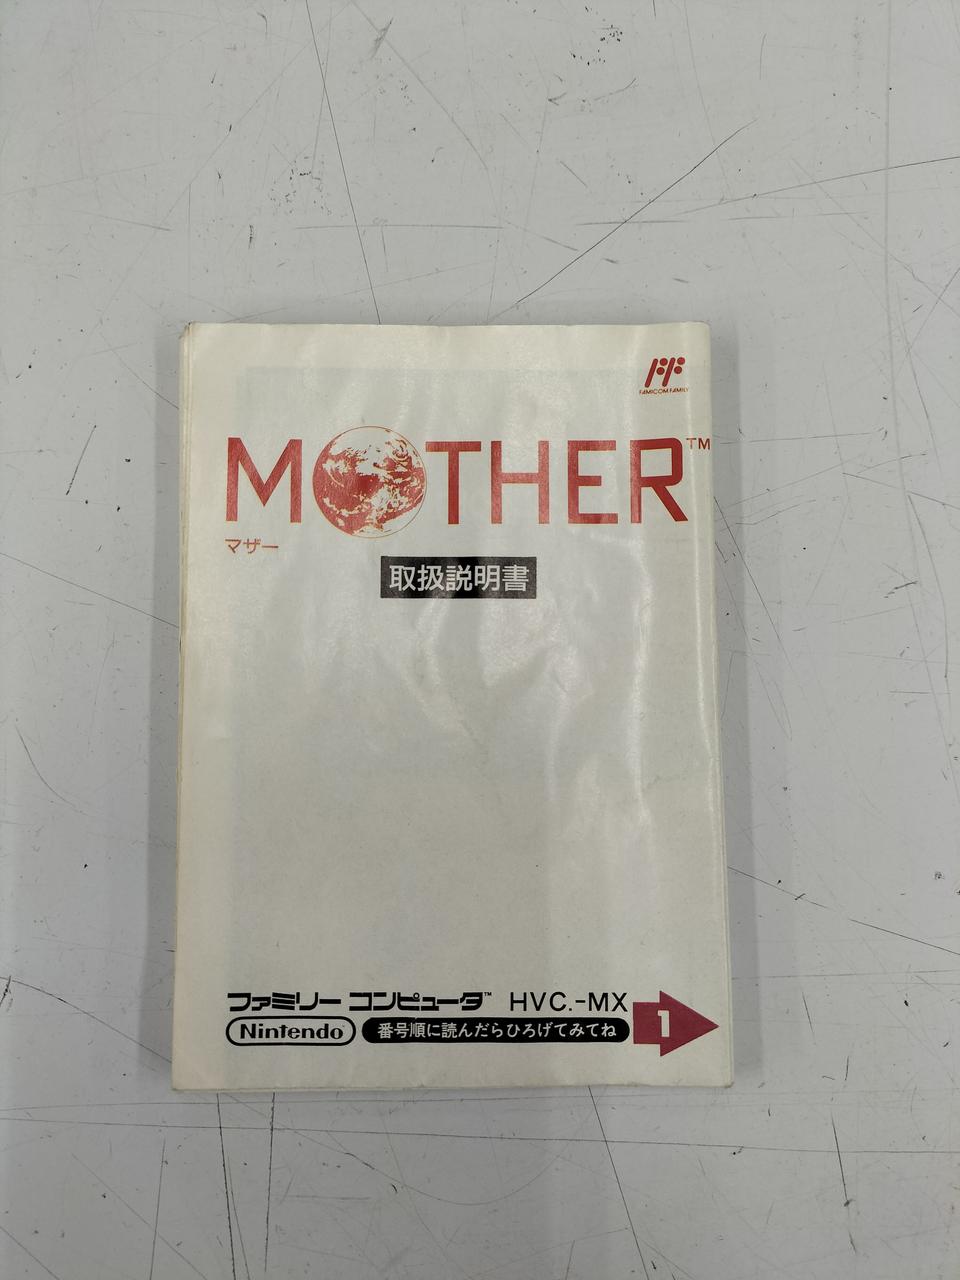 FAMICOM FAMILY
MOTHER™
マザー
取扱説明書
ファミリー コンピュータ™ HVC.-MX
Nintendo 番号順に読んだらひろげてみてね 1